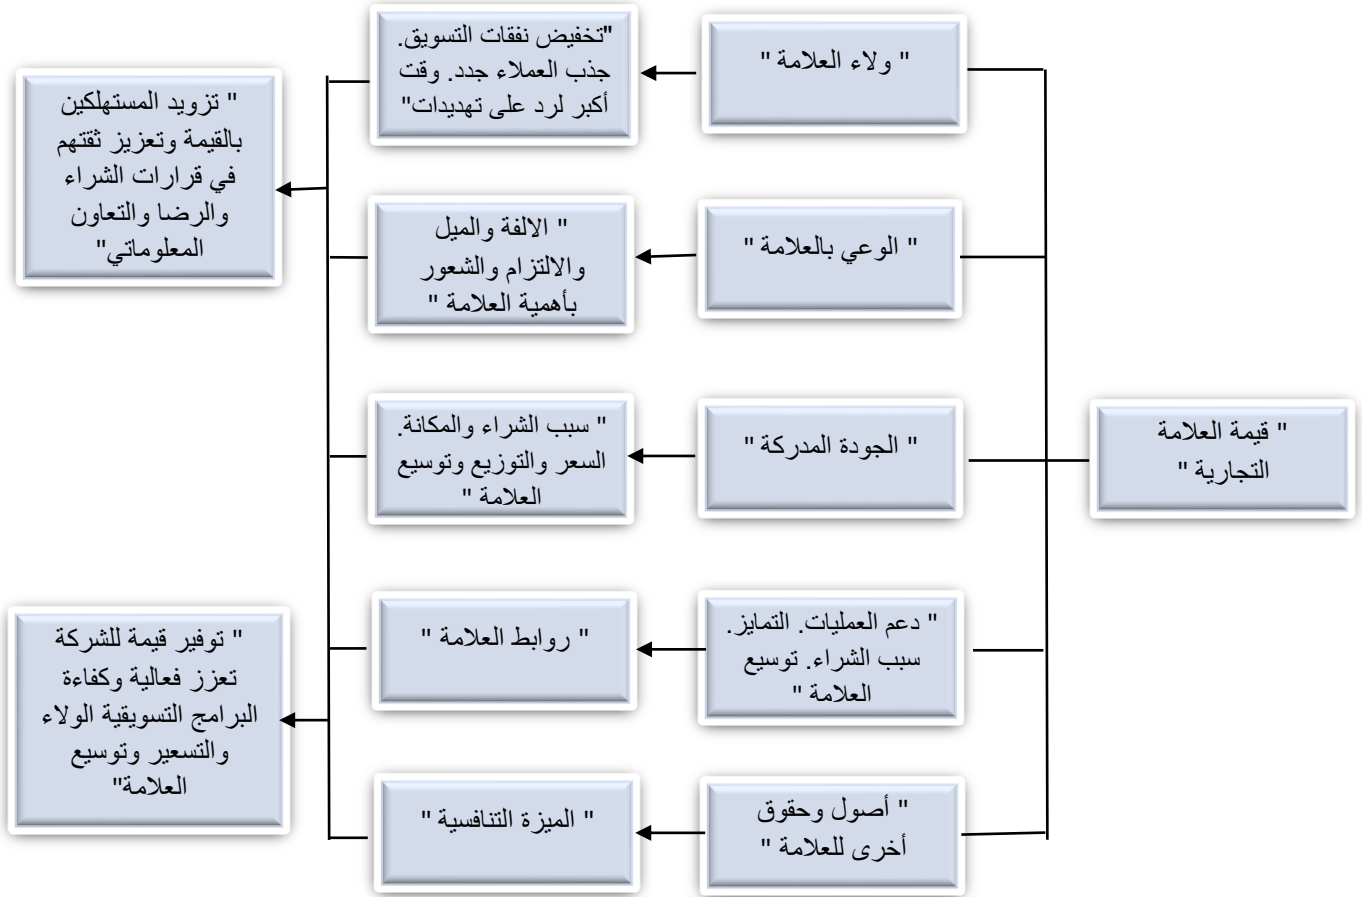 " قيمة العلامة
التجارية "
" ولاء العلامة "
"تخفيض نفقات التسويق.
جذب العملاء جدد. وقت
أكبر لرد على تهديدات"
" الوعي بالعلامة "
" الالفة والميل
والالتزام والشعور
بأهمية العلامة "
" الجودة المدركة "
" سبب الشراء والمكانة.
السعر والتوزيع وتوسيع
العلامة "
" دعم العمليات. التمايز.
سبب الشراء. توسيع
العلامة "
" روابط العلامة "
" أصول وحقوق
أخرى للعلامة "
" الميزة التنافسية "
" تزويد المستهلكين
بالقيمة وتعزيز ثقتهم
في قرارات الشراء
والرضا والتعاون
المعلوماتي"
" توفير قيمة للشركة
تعزز فعالية وكفاءة
البرامج التسويقية الولاء
والتسعير وتوسيع
العلامة"